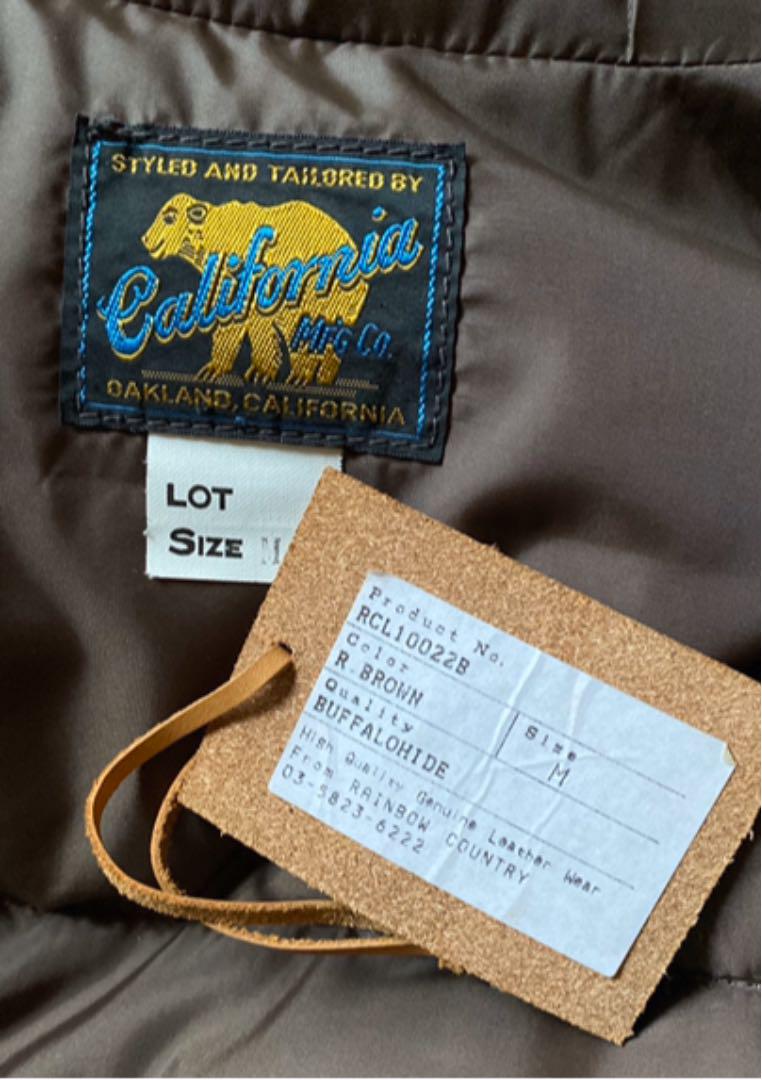 STYLED AND TAILORED BY
California
MFG Co.
OAKLAND, CALIFORNIA
LOT
SIZE M
Product No.
RCL10022B
Color
R.BROWN
Size
M
Quality
BUFFALOHIDE
High Quality Genuine Leather Wear
From RAINBOW COUNTRY
03-5823-6222